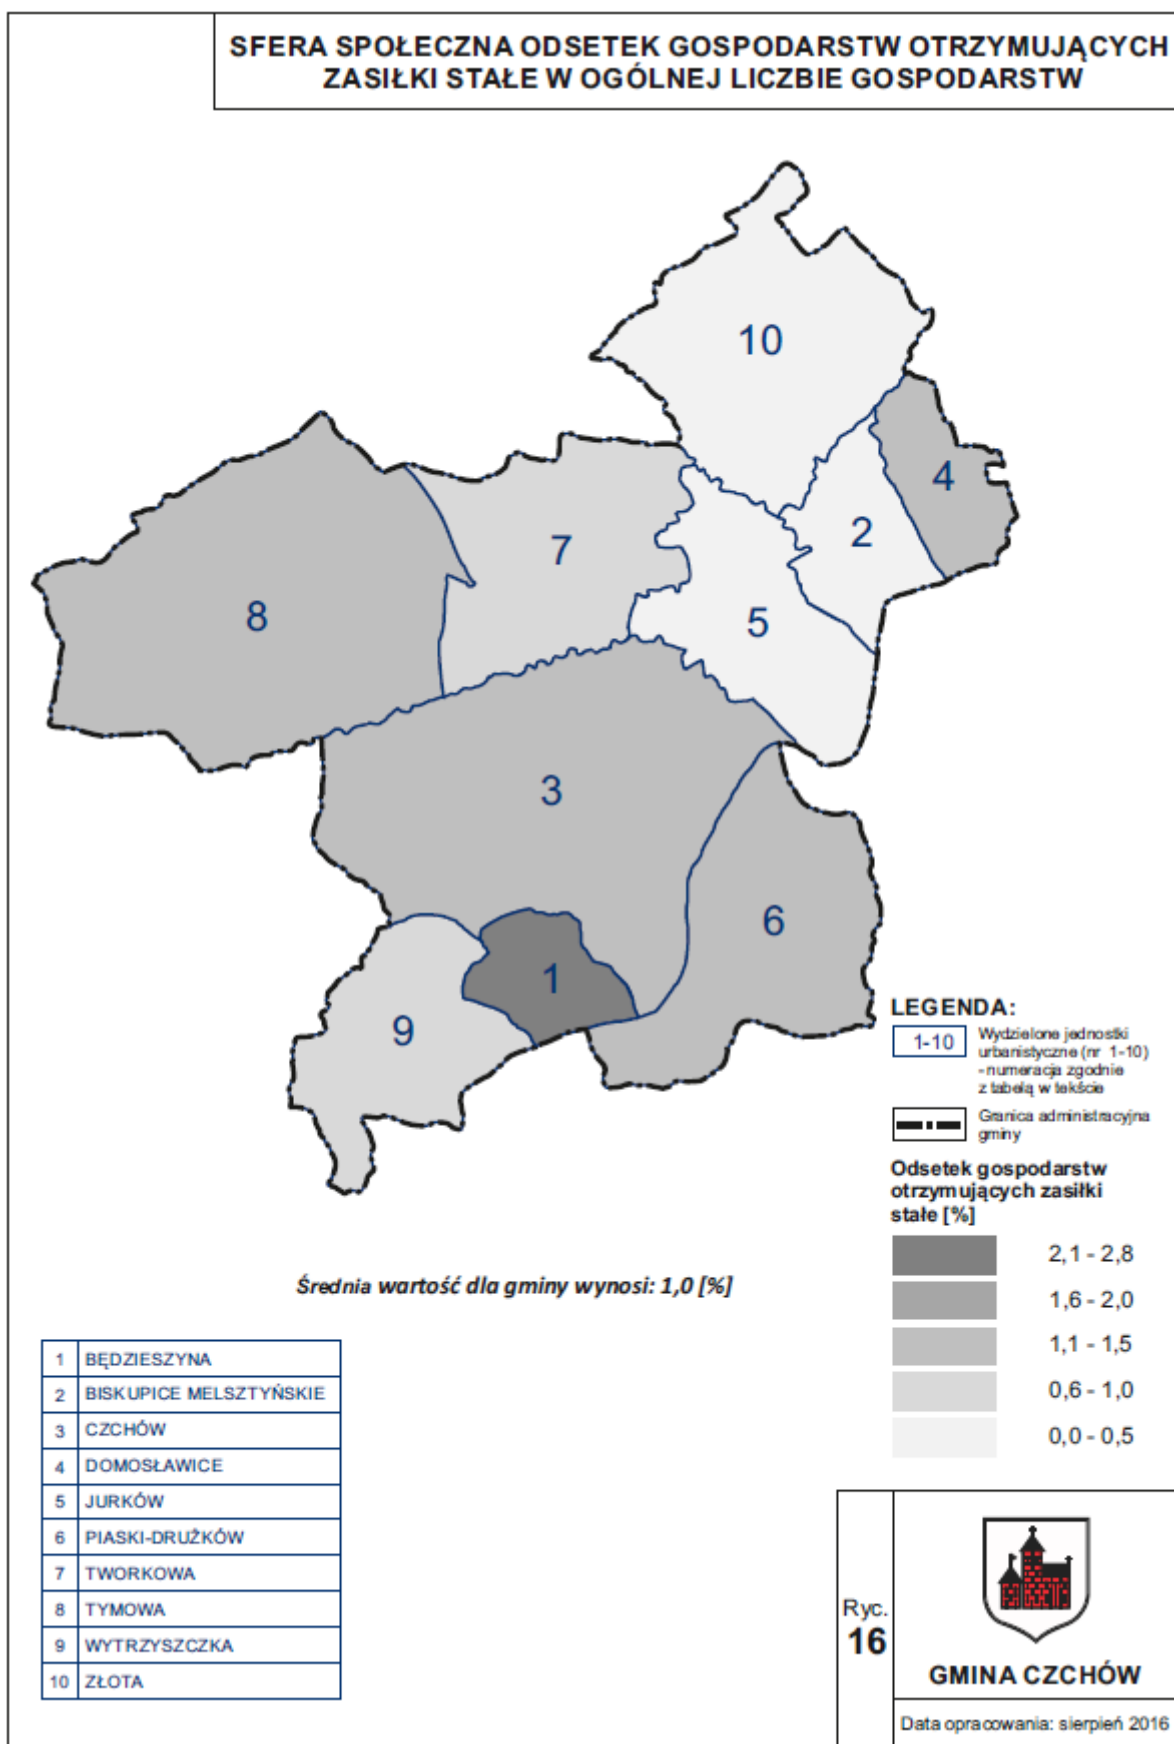 SFERA SPOŁECZNA ODSETEK GOSPODARSTW OTRZYMUJĄCYCH
ZASIŁKI STAŁE W OGÓLNEJ LICZBIE GOSPODARSTW
10
4
2
7
5
8
3
6
1
9
LEGENDA:
1-10
Wydzielone jednostki
urbanistyczne (nr 1-10)
- numeracja zgodnie
z tabelą w tekście
Granica administracyjna
gminy
Odsetek gospodarstw
otrzymujących zasiłki
stałe [%]
2,1 - 2,8
1,6 - 2,0
1,1 - 1,5
0,6 - 1,0
0,0 - 0,5
Średnia wartość dla gminy wynosi: 1,0 [%]
1 BĘDZIESZYNA
2 BISKUPICE MELSZTYŃSKIE
3 CZCHÓW
4 DOMOSŁAWICE
5 JURKÓW
6 PIASKI-DRUŻKÓW
7 TWORKOWA
8 TYMOWA
9 WYTRZYSZCZKA
10 ZŁOTA
Ryc.
16
GMINA CZCHÓW
Data opracowania: sierpień 2016